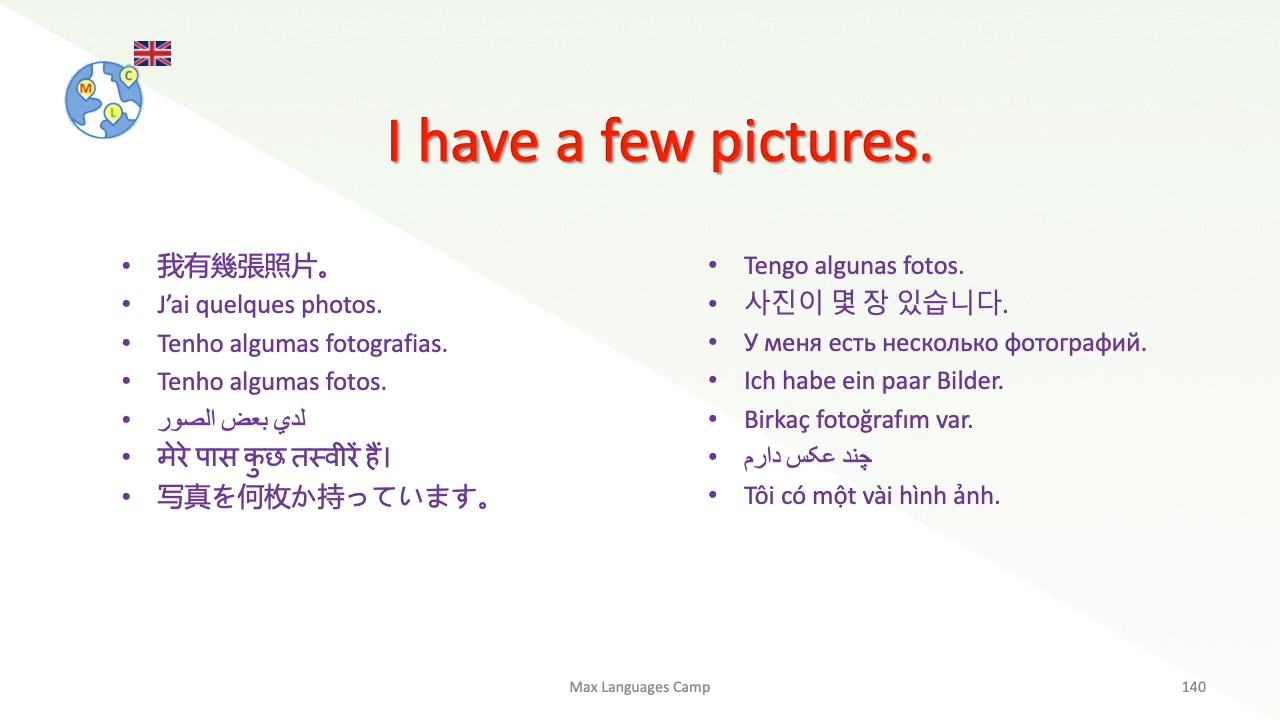 M
C
L
I have a few pictures.
我有幾張照片。
J’ai quelques photos.
Tenho algumas fotografias.
Tenho algumas fotos.
لدي بعض الصور
मेरे पास कुछ तस्वीरें हैं।
写真を何枚か持っています。
Tengo algunas fotos.
사진이 몇 장 있습니다.
У меня есть несколько фотографий.
Ich habe ein paar Bilder.
Birkaç fotoğrafım var.
چند عکس دارم
Tôi có một vài hình ảnh.
Max Languages Camp
140